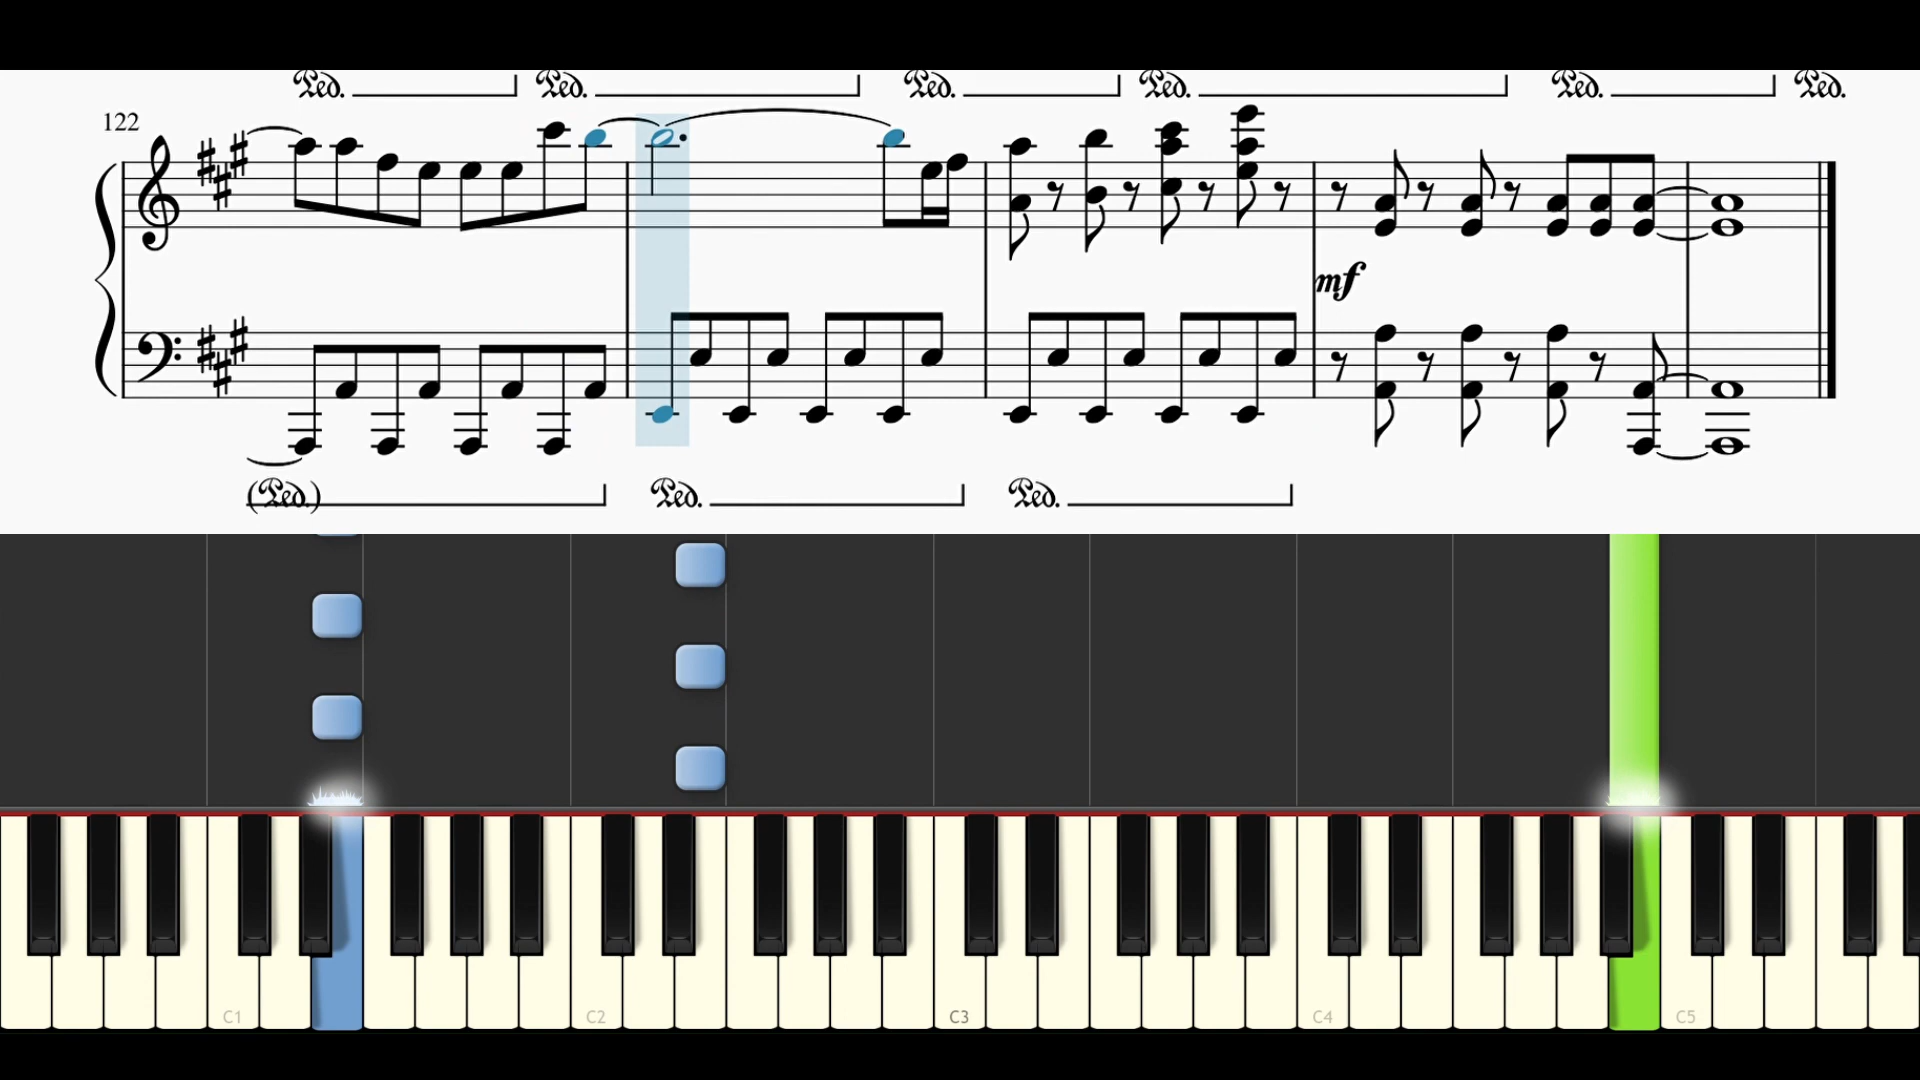 Ped. Ped. Ped. Ped. Ped. Ped.
122
mf
(Ped.) Ped. Ped.
C1 C2 C3 C4 C5